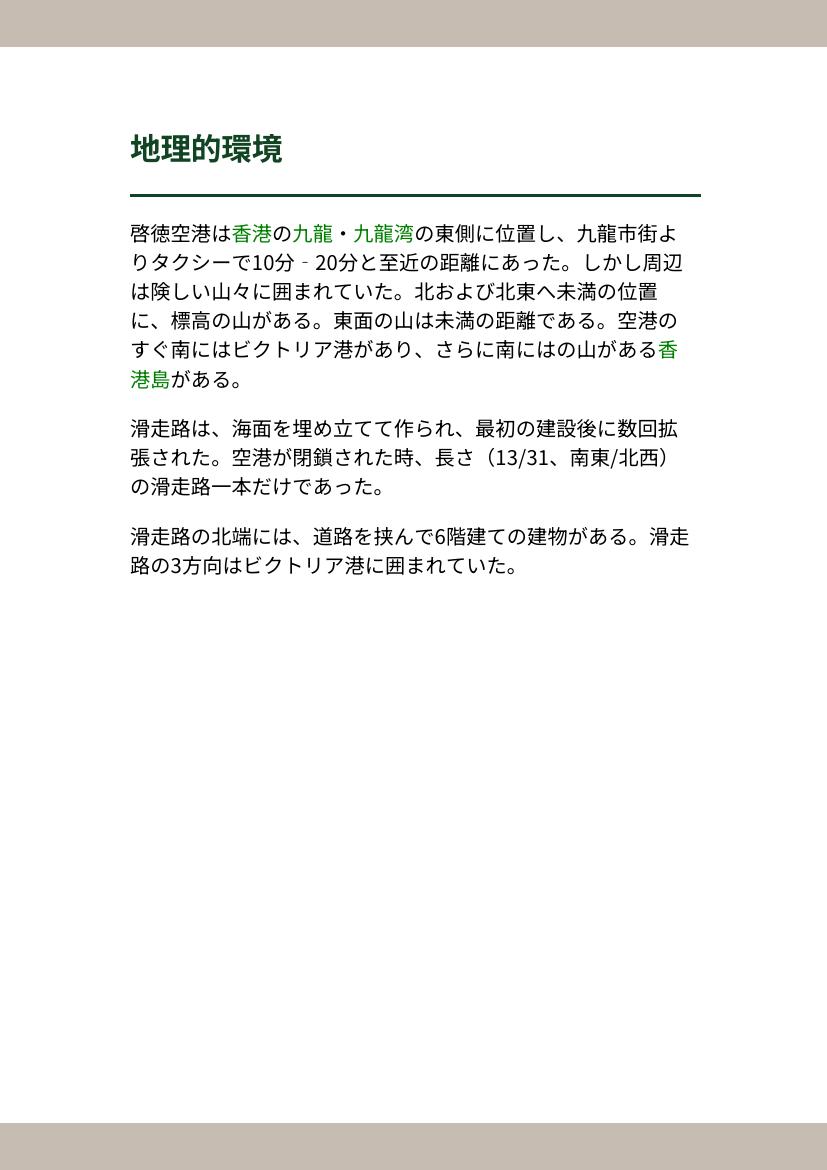 地理的環境
啓徳空港は香港の九龍・九龍湾の東側に位置し、九龍市街よ
りタクシーで10分‐20分と至近の距離にあった。しかし周辺
は険しい山々に囲まれていた。北および北東へ未満の位置
に、標高の山がある。東面の山は未満の距離である。空港の
すぐ南にはビクトリア港があり、さらに南にはの山がある香
港島がある。
滑走路は、海面を埋め立てて作られ、最初の建設後に数回拡
張された。空港が閉鎖された時、長さ（13/31、南東/北西）
の滑走路一本だけであった。
滑走路の北端には、道路を挟んで6階建ての建物がある。滑走
路の3方向はビクトリア港に囲まれていた。